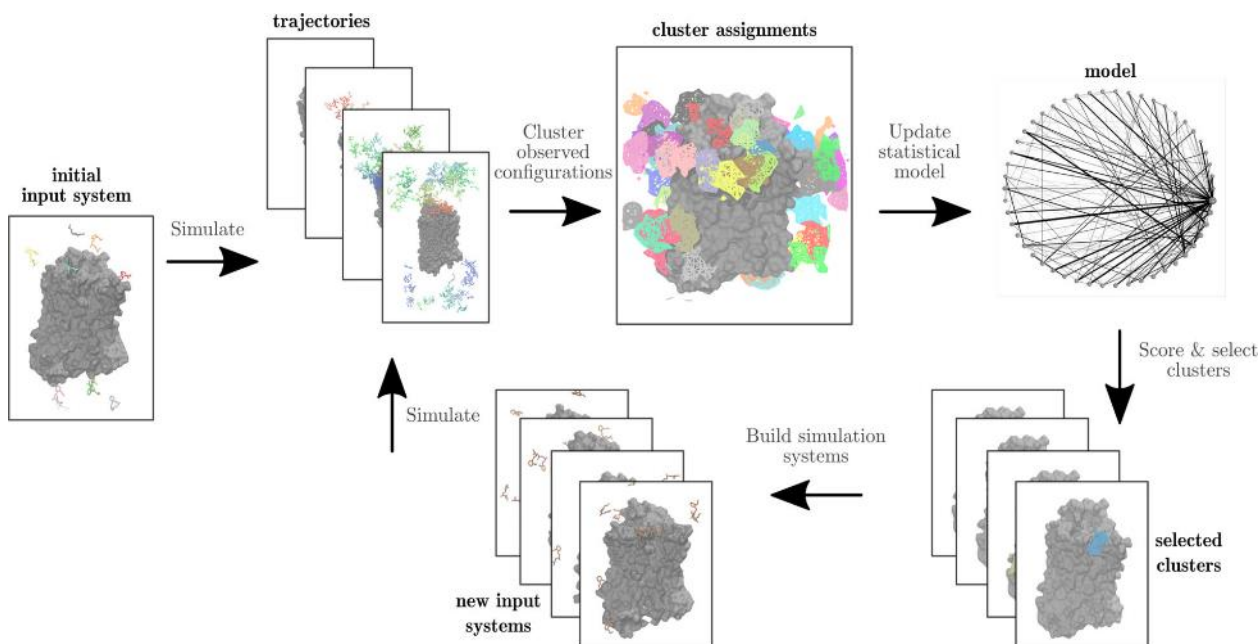 trajectories
cluster assignments
model
initial
input system
Simulate
Cluster
observed
configurations
Update
statistical
model
Score & select
clusters
Simulate
Build simulation
systems
selected
clusters
new input
systems